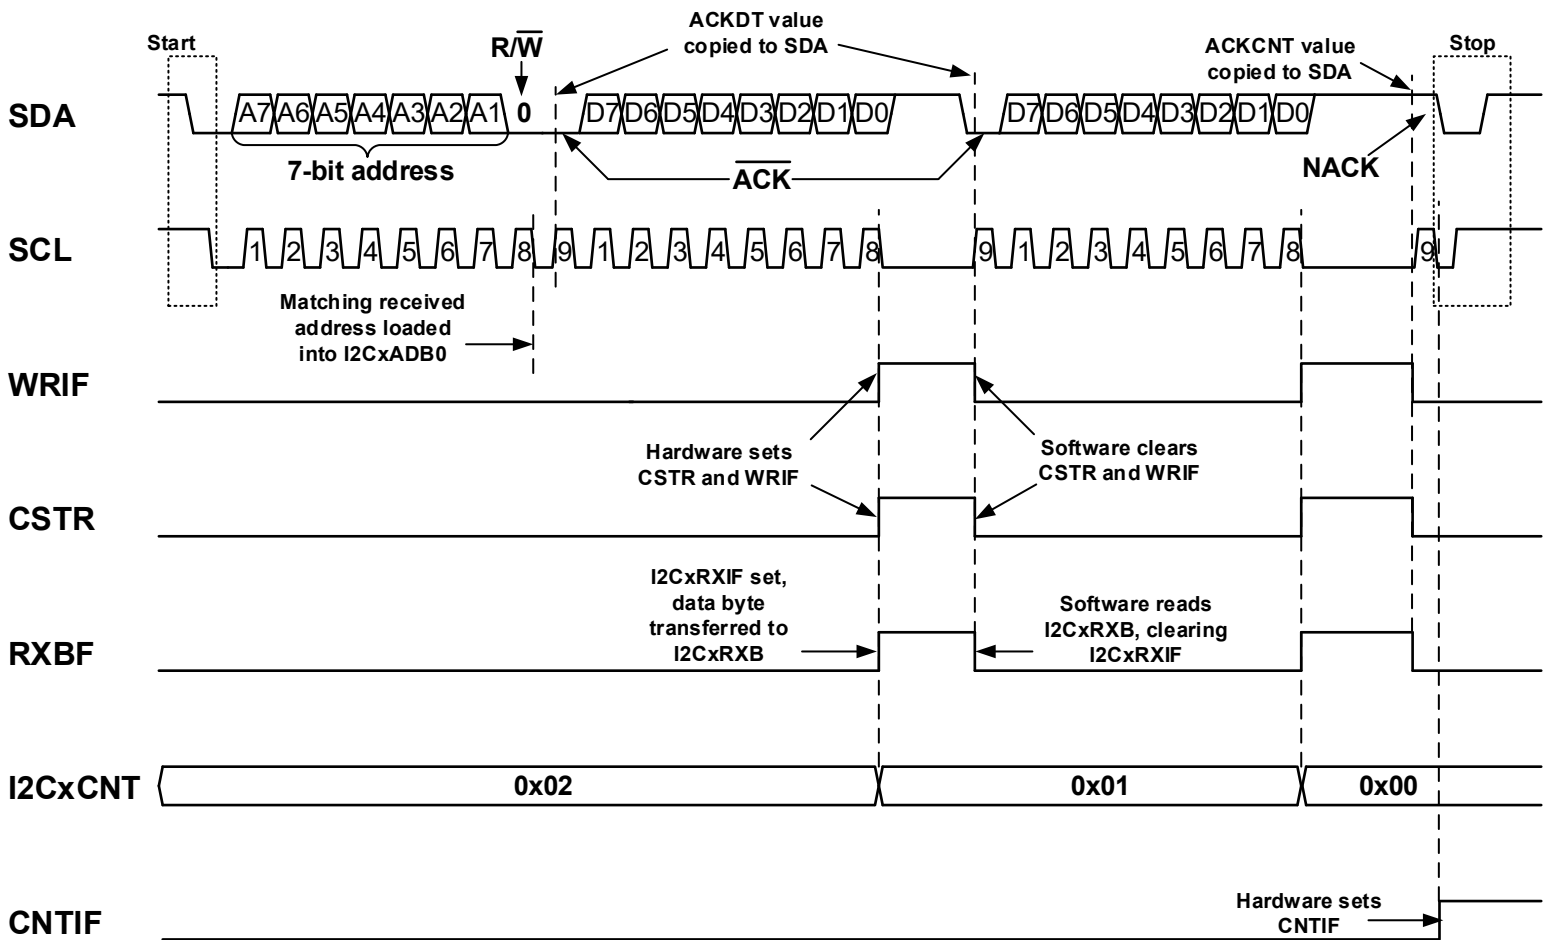 Start
R/W
ACKDT value
copied to SDA
ACKCNT value
copied to SDA
Stop
SDA
A7 A6 A5 A4 A3 A2 A1 0 D7 D6 D5 D4 D3 D2 D1 D0 D7 D6 D5 D4 D3 D2 D1 D0
7-bit address
ACK
NACK
SCL
1 2 3 4 5 6 7 8 9 1 2 3 4 5 6 7 8 9 1 2 3 4 5 6 7 8 9
Matching received
address loaded
into I2CxADB0
WRIF
Hardware sets
CSTR and WRIF
Software clears
CSTR and WRIF
CSTR
I2CxRXIF set,
data byte
transferred to
I2CxRXB
Software reads
I2CxRXB, clearing
I2CxRXIF
RXBF
I2CxCNT
0x02 0x01 0x00
Hardware sets
CNTIF
CNTIF